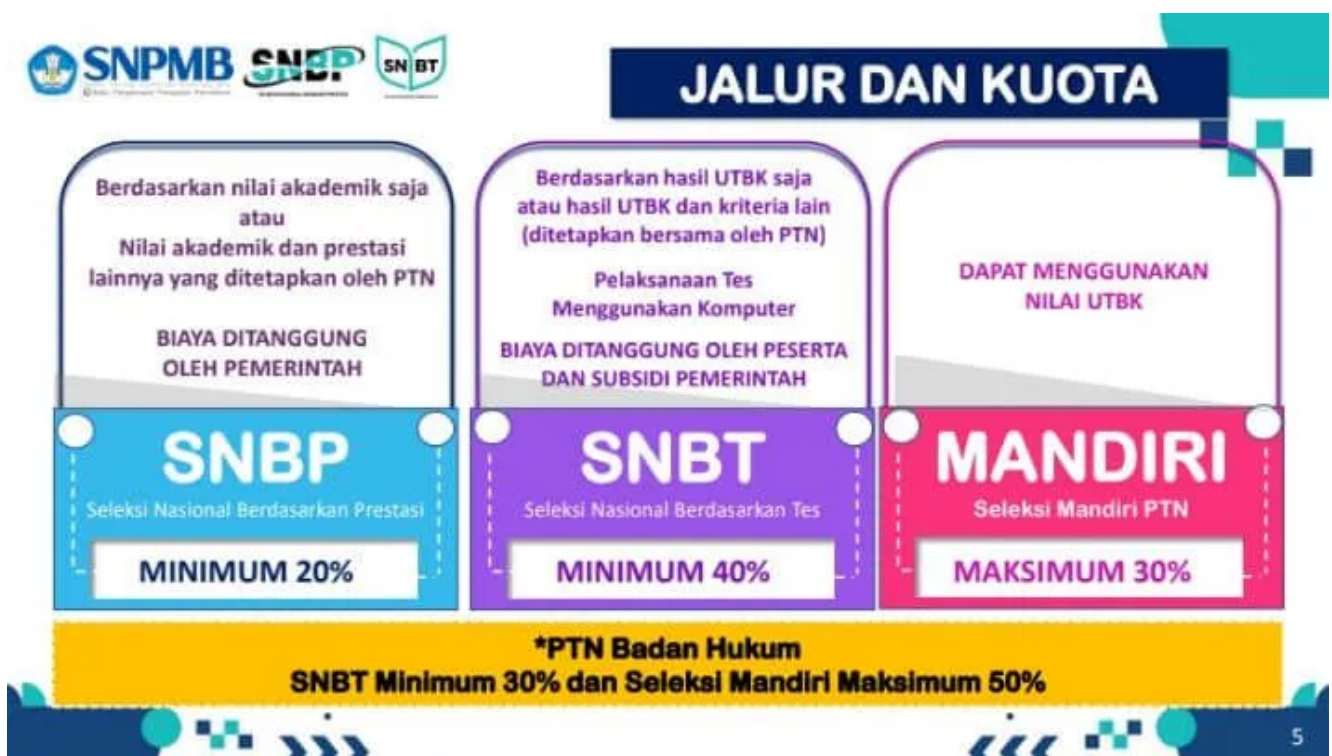 SNPMB SNBP SN BT
JALUR DAN KUOTA
Berdasarkan nilai akademik saja
atau
Nilai akademik dan prestasi
lainnya yang ditetapkan oleh PTN
BIAYA DITANGGUNG
OLEH PEMERINTAH
SNBP
Seleksi Nasional Berdasarkan Prestasi
MINIMUM 20%
Berdasarkan hasil UTBK saja
atau hasil UTBK dan kriteria lain
(ditetapkan bersama oleh PTN)
Pelaksanaan Tes
Menggunakan Komputer
BIAYA DITANGGUNG OLEH PESERTA
DAN SUBSIDI PEMERINTAH
SNBT
Seleksi Nasional Berdasarkan Tes
MINIMUM 40%
DAPAT MENGGUNAKAN
NILAI UTBK
MANDIRI
Seleksi Mandiri PTN
MAKSIMUM 30%
*PTN Badan Hukum
SNBT Minimum 30% dan Seleksi Mandiri Maksimum 50%
5